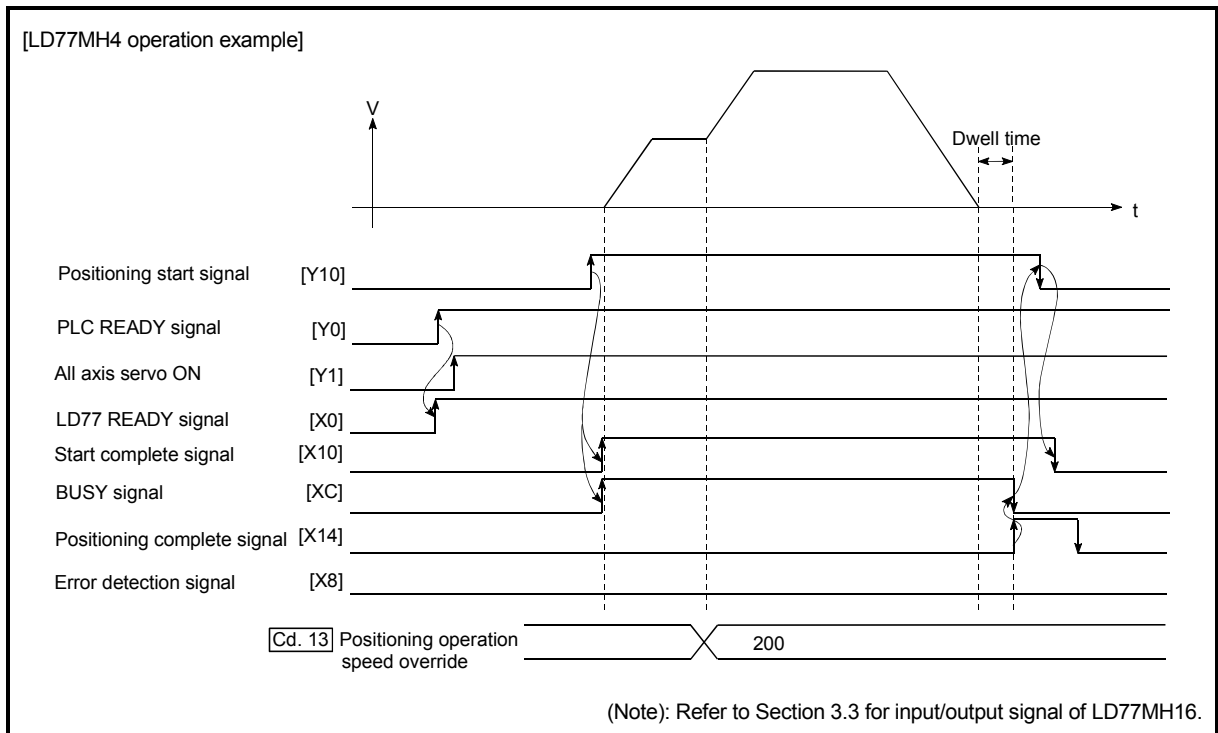 [LD77MH4 operation example]
V
Dwell time
t
Positioning start signal [Y10]
PLC READY signal [Y0]
All axis servo ON [Y1]
LD77 READY signal [X0]
Start complete signal [X10]
BUSY signal [XC]
Positioning complete signal [X14]
Error detection signal [X8]
Cd. 13 Positioning operation
speed override
200
(Note): Refer to Section 3.3 for input/output signal of LD77MH16.